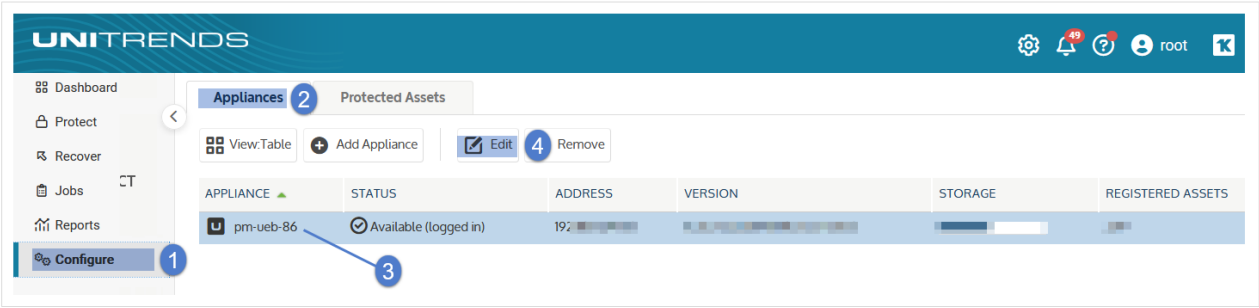 UNITRENDS
49
root
Dashboard
Protect
Recover
Jobs
CT
Reports
Configure 1
Appliances 2 Protected Assets
View:Table Add Appliance Edit 4 Remove
APPLIANCE STATUS ADDRESS VERSION STORAGE REGISTERED ASSETS
pm-ueb-86 Available (logged in) 192
3